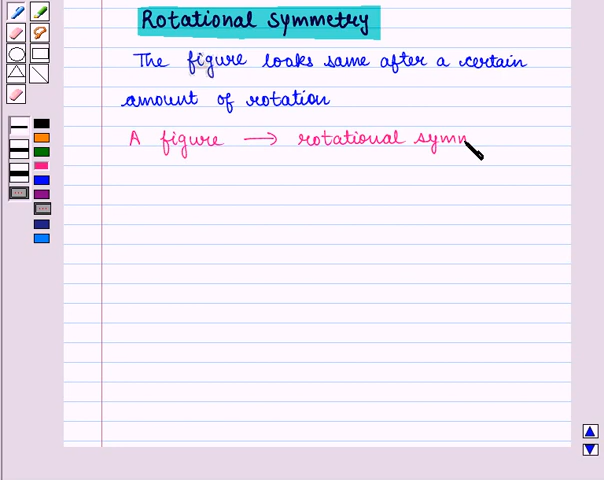 Rotational Symmetry
The figure looks same after a certain
amount of rotation
A figure → rotational symm